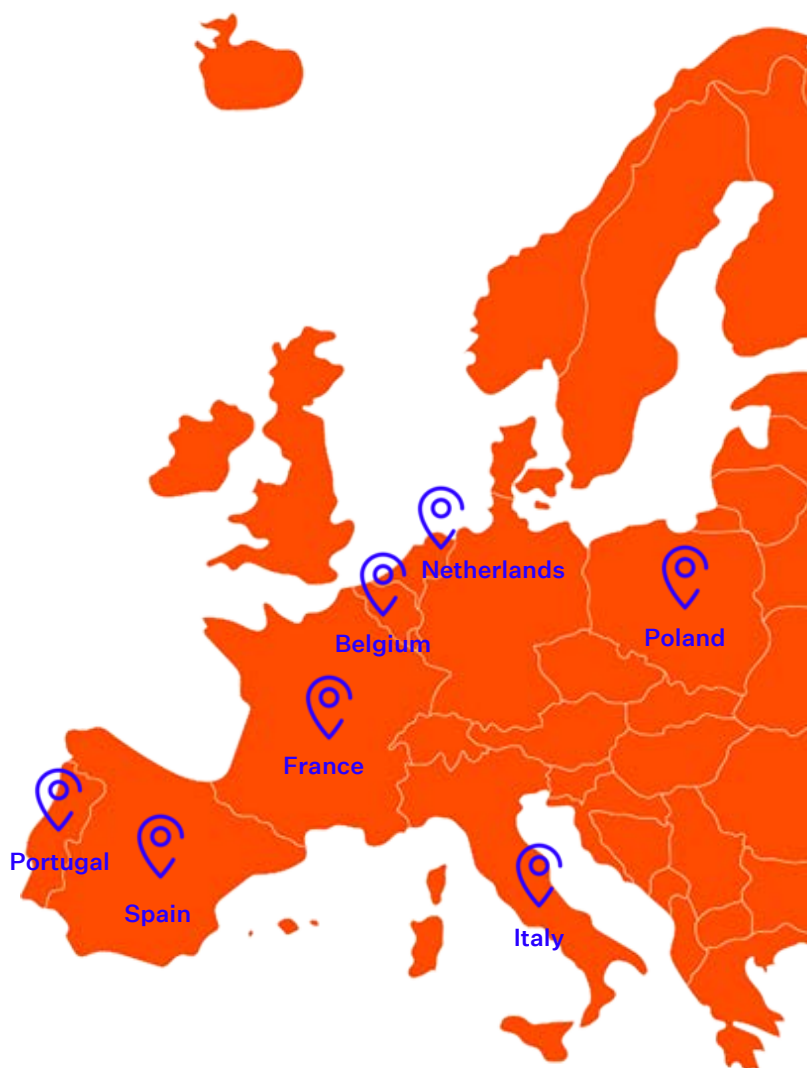 Netherlands
Belgium
Poland
France
Portugal
Spain
Italy